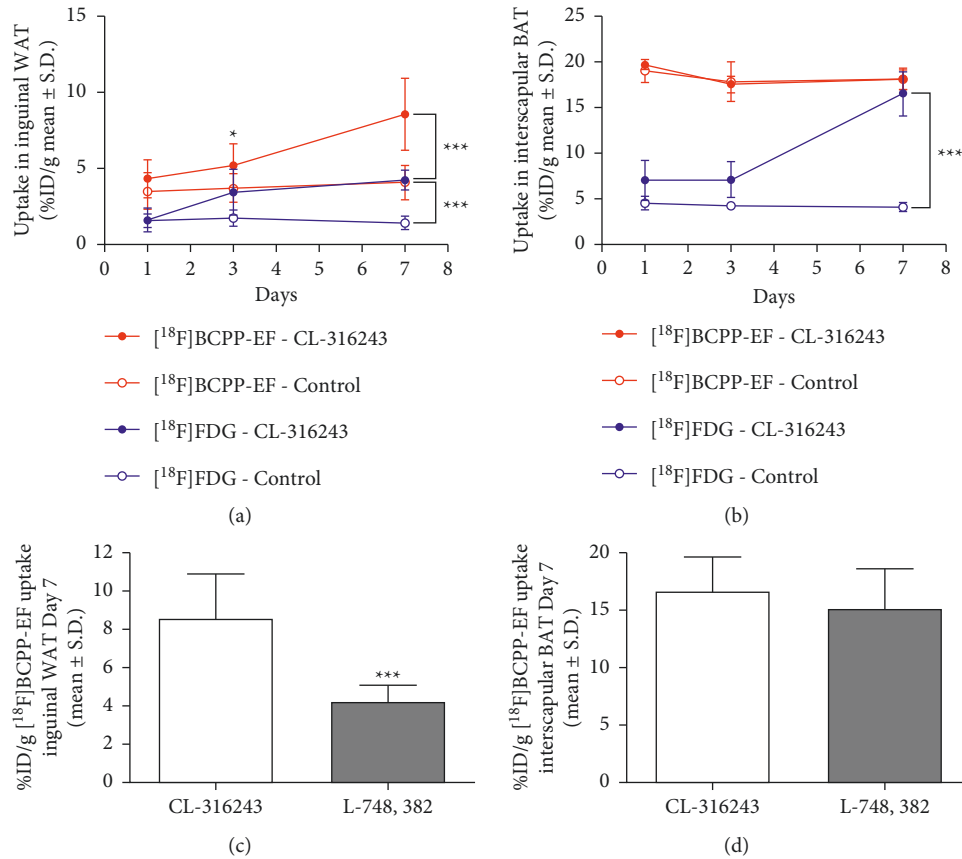 Uptake in inguinal WAT
(%ID/g mean ± S.D.)
15
10
5
0
*
***
***
0 1 2 3 4 5 6 7 8
Days
[¹⁸F]BCPP-EF - CL-316243
[¹⁸F]BCPP-EF - Control
[¹⁸F]FDG - CL-316243
[¹⁸F]FDG - Control
(a)
Uptake in interscapular BAT
(%ID/g mean ± S.D.)
25
20
15
10
5
0
***
0 1 2 3 4 5 6 7 8
Days
[¹⁸F]BCPP-EF - CL-316243
[¹⁸F]BCPP-EF - Control
[¹⁸F]FDG - CL-316243
[¹⁸F]FDG - Control
(b)
%ID/g [¹⁸F]BCPP-EF uptake
inguinal WAT Day 7
(mean ± S.D.)
12
10
8
6
4
2
0
***
CL-316243 L-748, 382
(c)
%ID/g [¹⁸F]BCPP-EF uptake
interscapular BAT Day 7
(mean ± S.D.)
20
15
10
5
0
CL-316243 L-748, 382
(d)